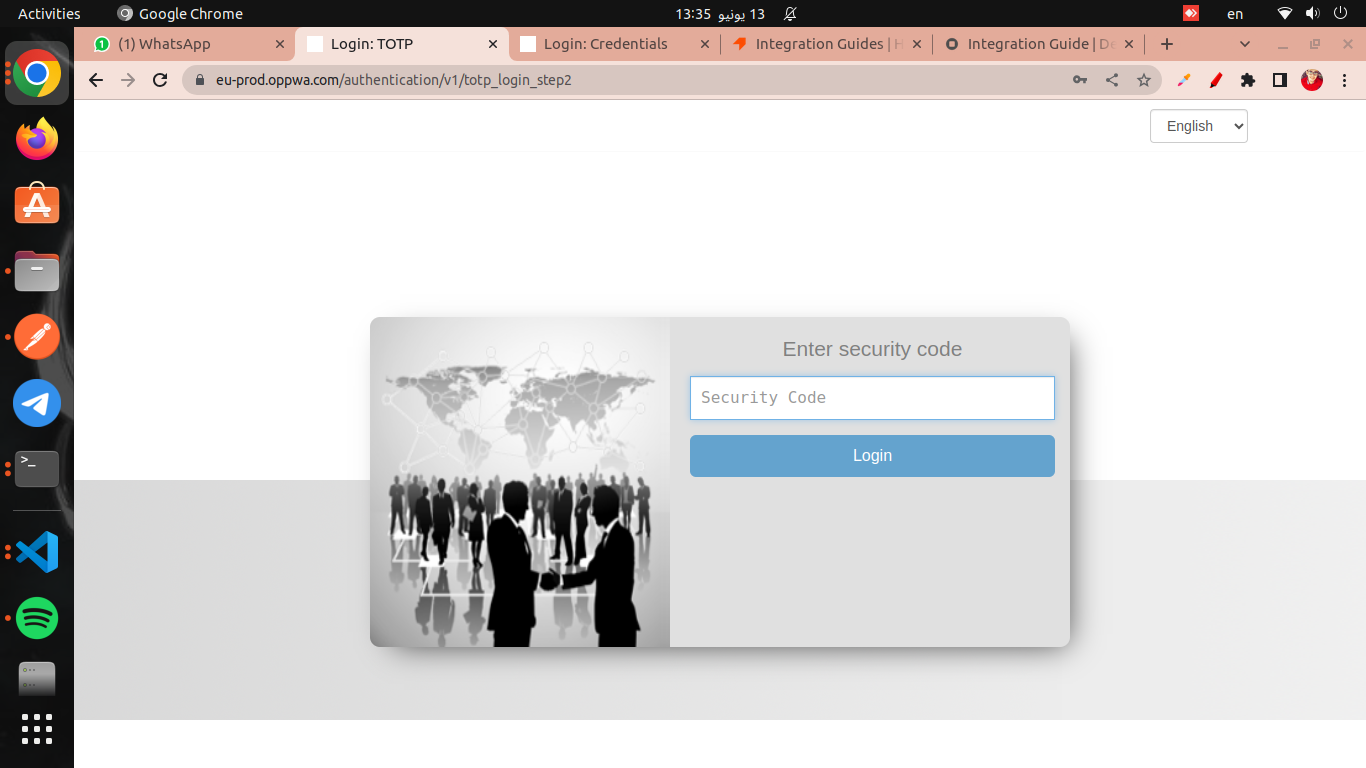 Activities
Google Chrome
13:35 يونيو 13
en
(1) WhatsApp
Login: TOTP
Login: Credentials
Integration Guides | H
Integration Guide | De
eu-prod.oppwa.com/authentication/v1/totp_login_step2
English
Enter security code
Security Code
Login